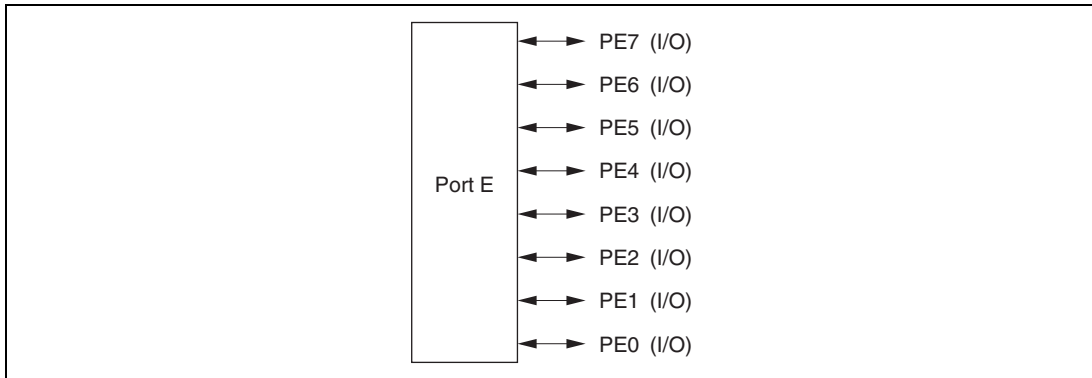 PE7 (I/O)
PE6 (I/O)
PE5 (I/O)
PE4 (I/O)
Port E
PE3 (I/O)
PE2 (I/O)
PE1 (I/O)
PE0 (I/O)